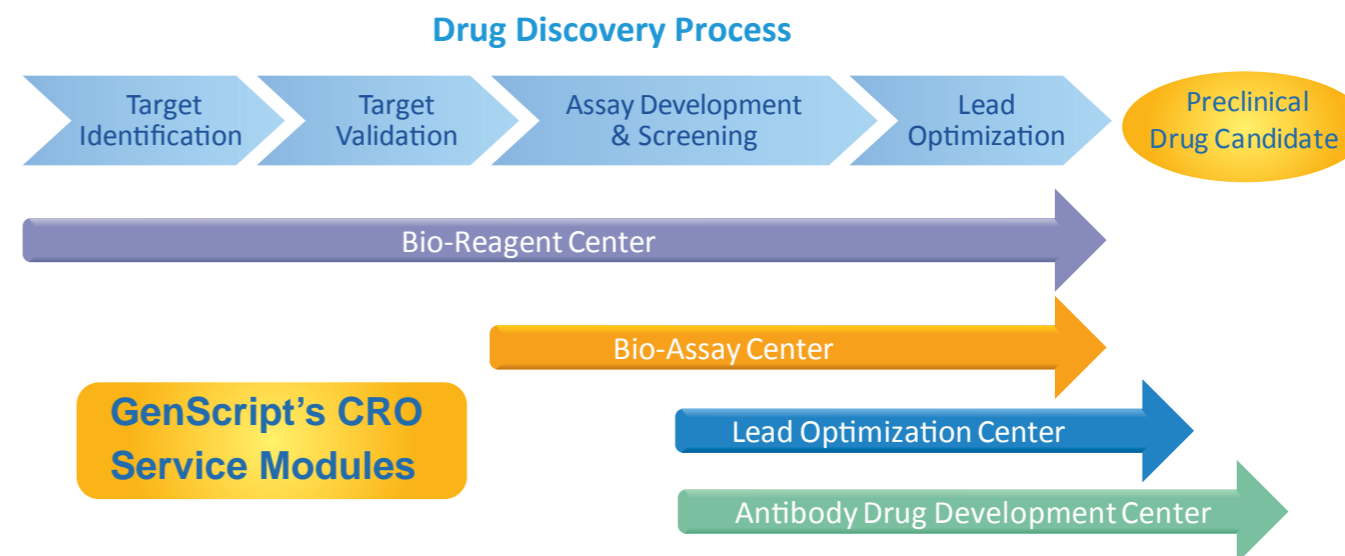 Drug Discovery Process
Target
Identification
Target
Validation
Assay Development
& Screening
Lead
Optimization
Preclinical
Drug Candidate
Bio-Reagent Center
Bio-Assay Center
GenScript’s CRO
Service Modules
Lead Optimization Center
Antibody Drug Development Center